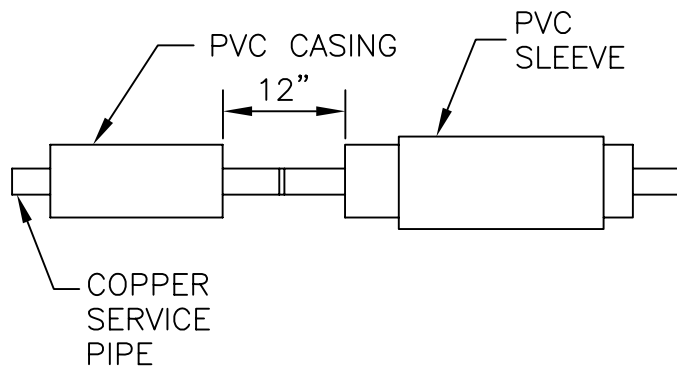 PVC CASING
12”
PVC
SLEEVE
COPPER
SERVICE
PIPE